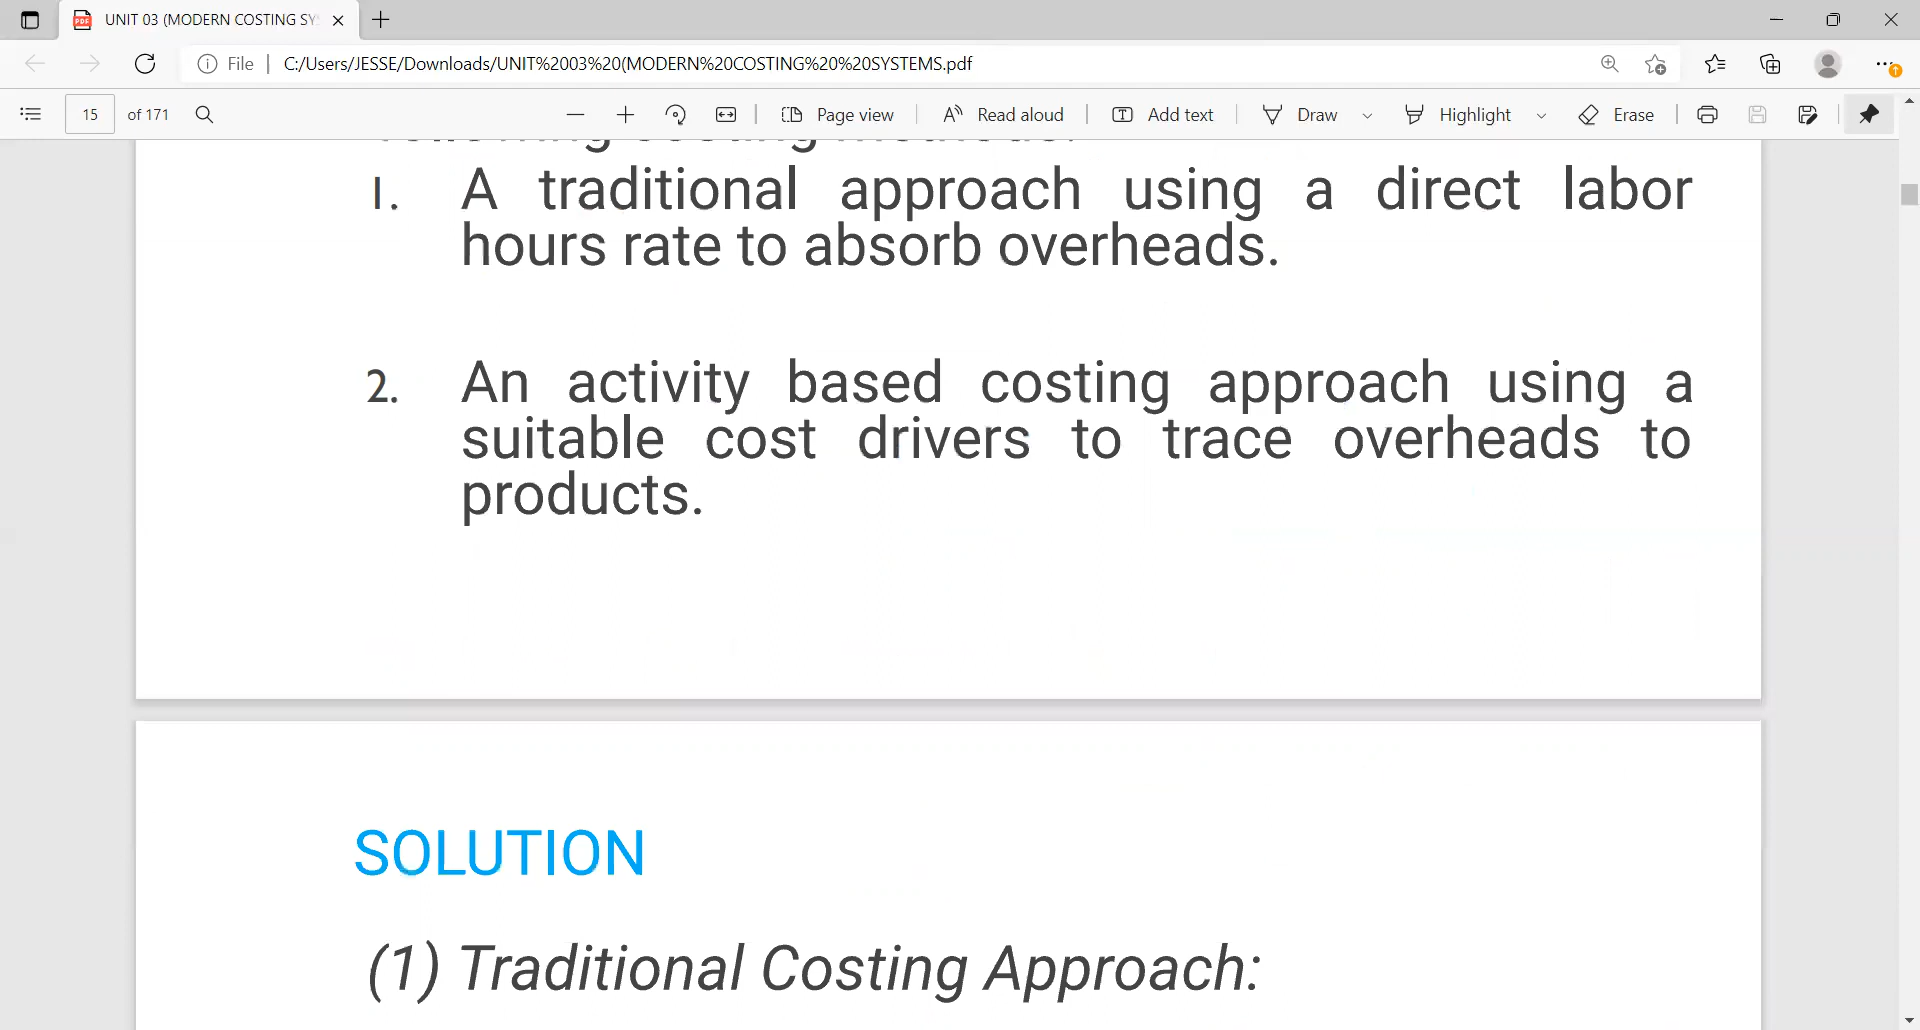 UNIT 03 (MODERN COSTING SY
File C:/Users/JESSE/Downloads/UNIT%2003%20(MODERN%20COSTING%20%20SYSTEMS.pdf
15 of 171 Page view Read aloud Add text Draw Highlight Erase
1. A traditional approach using a direct labor
hours rate to absorb overheads.
2. An activity based costing approach using a
suitable cost drivers to trace overheads to
products.
SOLUTION
(1) Traditional Costing Approach: